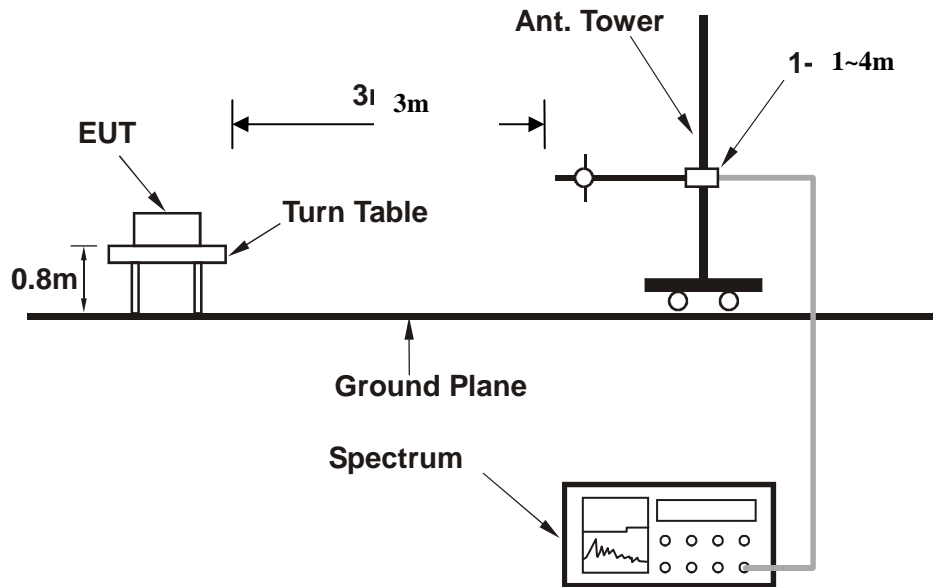 Ant. Tower
1- 1~4m
3m
EUT
Turn Table
0.8m
Ground Plane
Spectrum